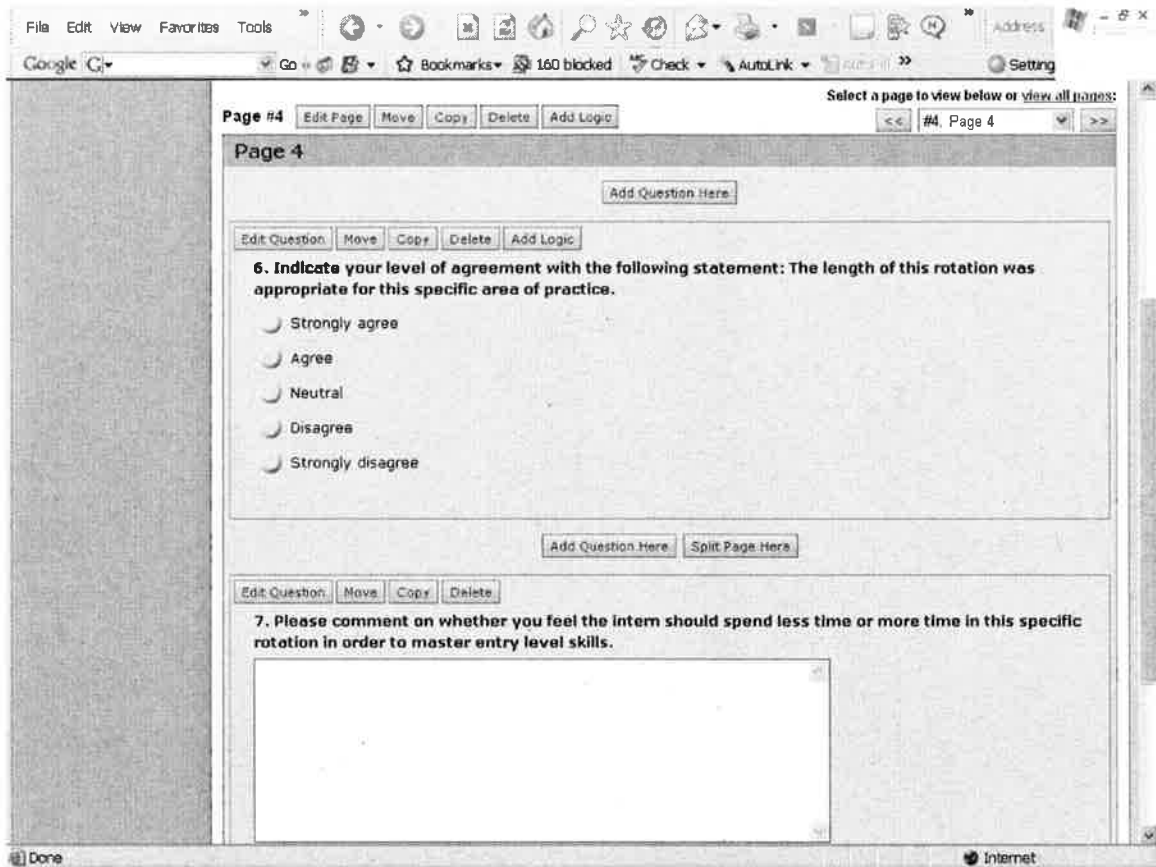 File Edit View Favorites Tools » Address
Google G Go Bookmarks 160 blocked Check AutoLink » Setting
Select a page to view below or view all pages:
Page #4 Edit Page Move Copy Delete Add Logic << #4. Page 4 >>
Page 4
Add Question Here
Edit Question Move Copy Delete Add Logic
6. Indicate your level of agreement with the following statement: The length of this rotation was
appropriate for this specific area of practice.
Strongly agree
Agree
Neutral
Disagree
Strongly disagree
Add Question Here Split Page Here
Edit Question Move Copy Delete
7. Please comment on whether you feel the intern should spend less time or more time in this specific
rotation in order to master entry level skills.
Done Internet